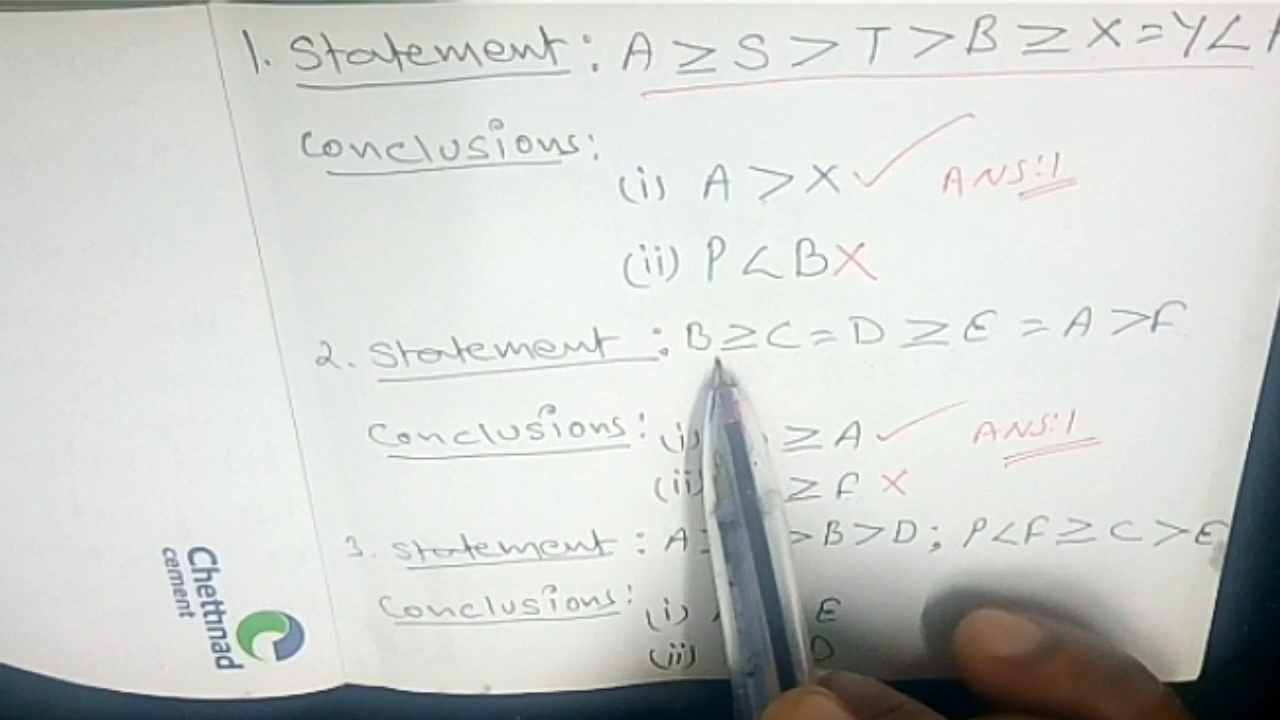 1. Statement: A ≥ S > T > B ≥ X = Y <
Conclusions:
(i) A > X ✓ ANS:1
(ii) P < B X
2. Statement: B ≥ C = D ≥ E = A > F
Conclusions: (i) ≥ A ✓ ANS:1
(ii) ≥ F X
3. Statement: A > B > D; P < F ≥ C > E
Conclusions: (i) E
(ii) D
Chettinad
cement